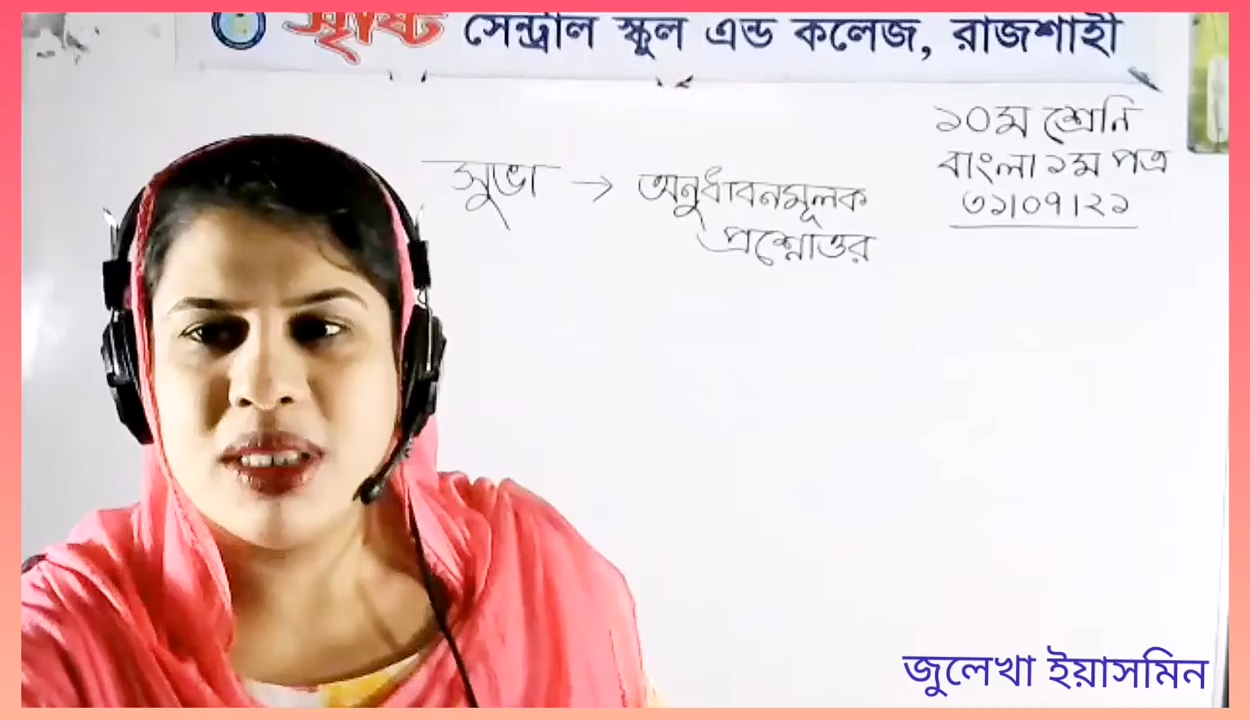 সৃষ্টি সেন্ট্রাল স্কুল এন্ড কলেজ, রাজশাহী
১০ম শ্রেনি
বাংলা ১ম পত্র
৩১।০৭।২১
সুভা → অনুধাবনমূলক
প্রশ্নোত্তর
জুলেখা ইয়াসমিন